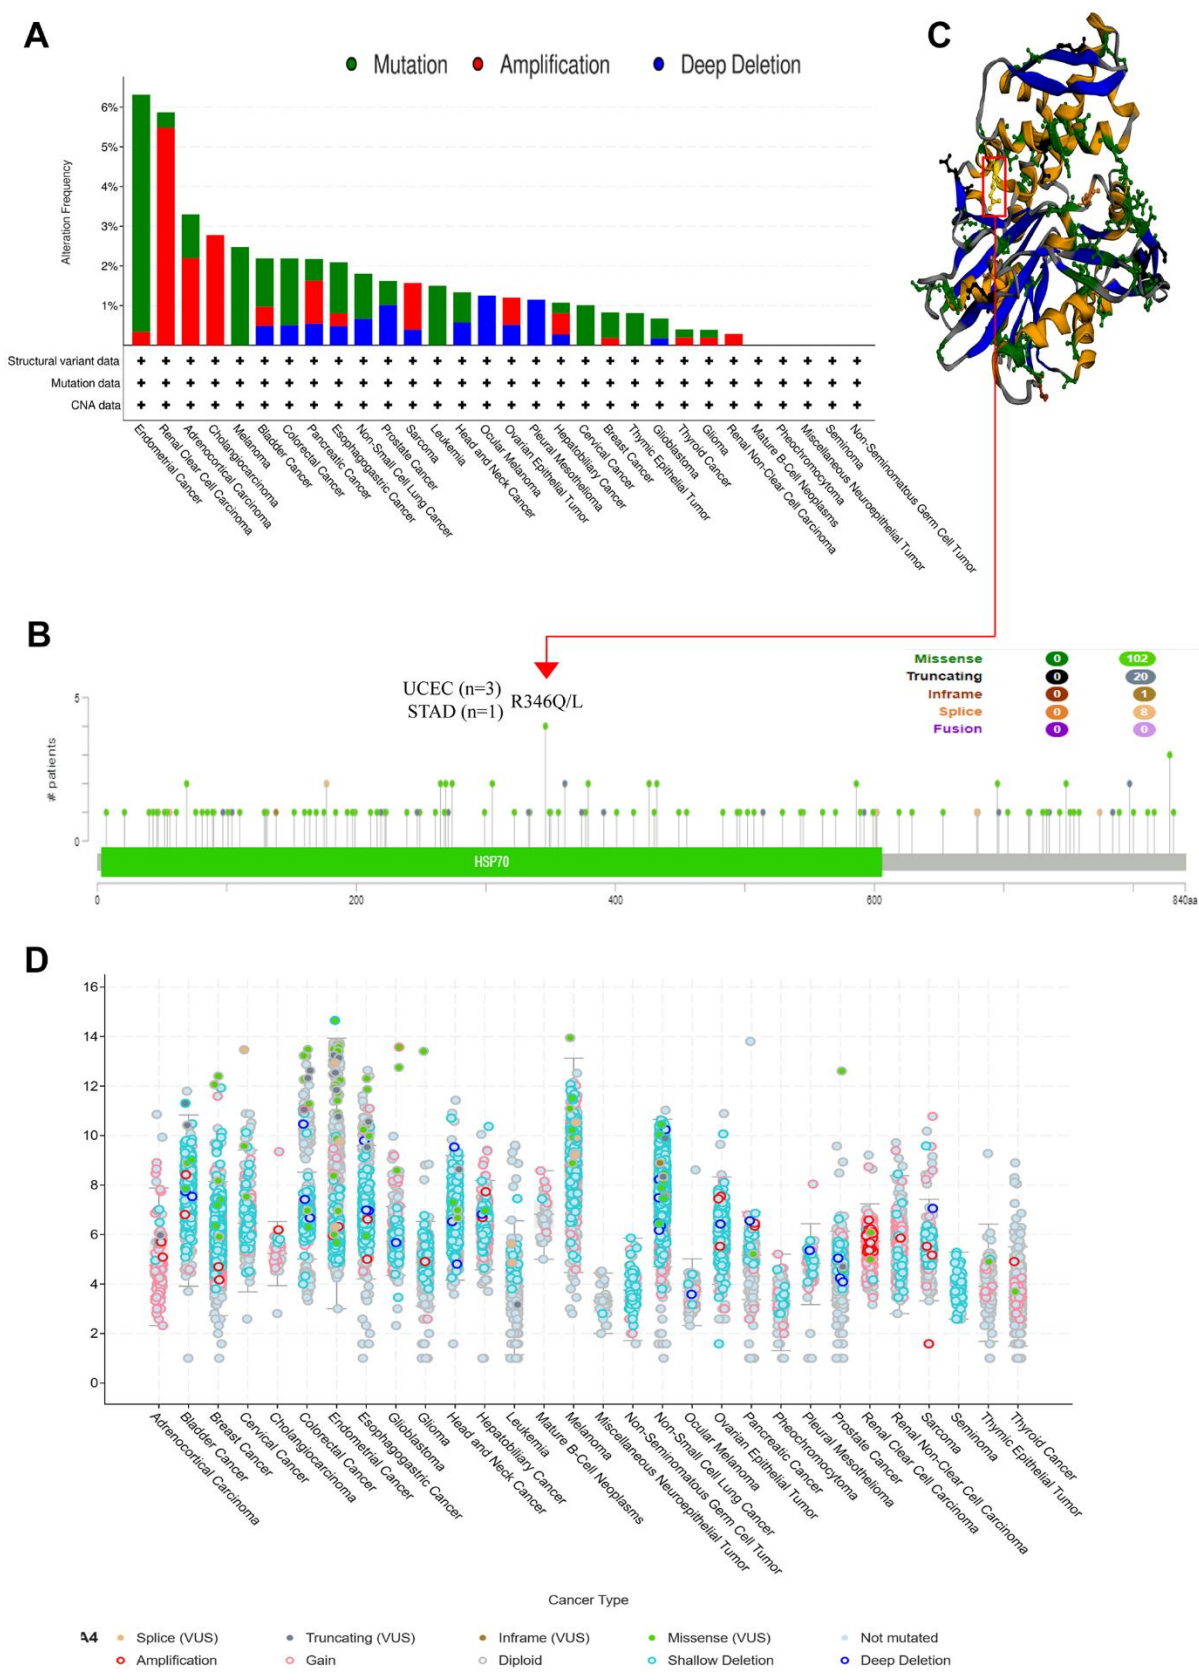 A
C
Mutation Amplification Deep Deletion
6%
5%
4%
3%
2%
1%
Alteration Frequency
Structural variant data
Mutation data
CNA data
Endometrial Cancer
Renal Clear Cell Carcinoma
Adrenocortical Carcinoma
Cholangiocarcinoma
Melanoma
Bladder Cancer
Colorectal Cancer
Pancreatic Cancer
Esophagogastric Cancer
Non-Small Cell Lung Cancer
Prostate Cancer
Sarcoma
Leukemia
Head and Neck Cancer
Ocular Melanoma
Ovarian Epithelial Tumor
Pleural Mesothelioma
Hepatobiliary Cancer
Cervical Cancer
Breast Cancer
Thymic Epithelial Tumor
Glioblastoma
Thyroid Cancer
Glioma
Renal Non-Clear Cell Carcinoma
Mature B-Cell Neoplasms
Pheochromocytoma
Miscellaneous Neuroepithelial Tumor
Seminoma
Non-Seminomatous Germ Cell Tumor
B
Missense 0 102
Truncating 0 20
Inframe 0 1
Splice 0 8
Fusion 0 0
UCEC (n=3)
STAD (n=1)
R346Q/L
5
0
# patients
HSP70
0 200 400 600 840aa
D
16
14
12
10
8
6
4
2
0
Adrenocortical Carcinoma
Bladder Cancer
Breast Cancer
Cervical Cancer
Cholangiocarcinoma
Colorectal Cancer
Endometrial Cancer
Esophagogastric Cancer
Glioblastoma
Glioma
Head and Neck Cancer
Hepatobiliary Cancer
Leukemia
Mature B-Cell Neoplasms
Melanoma
Miscellaneous Neuroepithelial Tumor
Non-Seminomatous Germ Cell Tumor
Non-Small Cell Lung Cancer
Ocular Melanoma
Ovarian Epithelial Tumor
Pancreatic Cancer
Pheochromocytoma
Pleural Mesothelioma
Prostate Cancer
Renal Clear Cell Carcinoma
Renal Non-Clear Cell Carcinoma
Sarcoma
Seminoma
Thymic Epithelial Tumor
Thyroid Cancer
Cancer Type
A4 Splice (VUS) Truncating (VUS) Inframe (VUS) Missense (VUS) Not mutated
Amplification Gain Diploid Shallow Deletion Deep Deletion